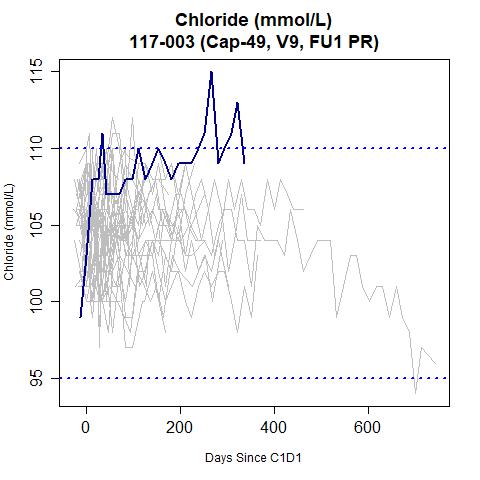 Chloride (mmol/L)
117-003 (Cap-49, V9, FU1 PR)
115
110
105
100
95
Chloride (mmol/L)
0 200 400 600
Days Since C1D1